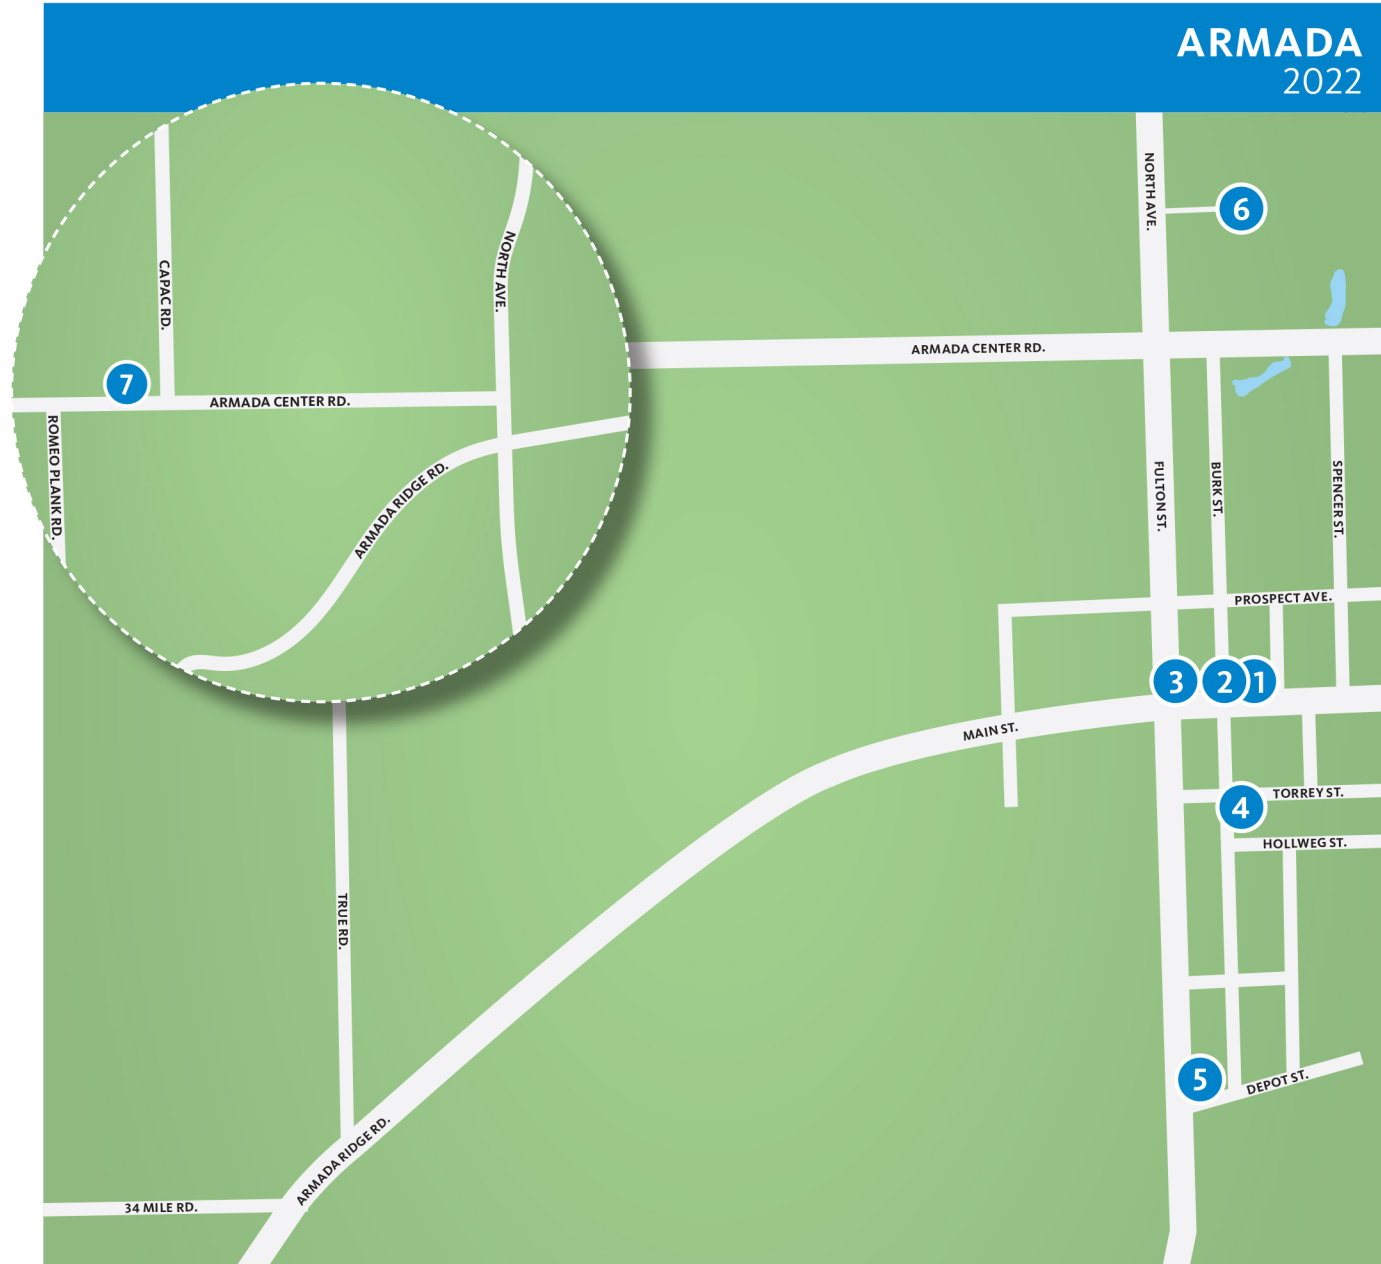 ARMADA
2022
NORTH AVE.
6
CAPAC RD.
NORTH AVE.
ARMADA CENTER RD.
7
ARMADA CENTER RD.
ROMEO PLANK RD.
ARMADA RIDGE RD.
FULTON ST.
BURK ST.
SPENCER ST.
PROSPECT AVE.
3
2
1
MAIN ST.
TORREY ST.
4
HOLLWEG ST.
TRUE RD.
5
DEPOT ST.
ARMADA RIDGE RD.
34 MILE RD.